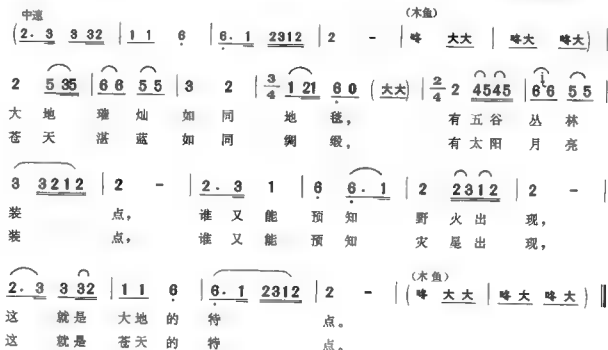 中速
(木鱼)
(2. 3 3 32 | 1 1 6 | 6. 1 2312 | 2 - | 咚 大大 | 咚大 咚大) |
2 5 35 | 6 6 5 5 | 3 2 | 3/4 1 21 6 0 (大大) | 2/4 2 4545 | 6 6 5 5 |
大 地 璀 灿 如 同 地 毯, 有 五 谷 丛 林
苍 天 湛 蓝 如 同 绸 缎, 有 太 阳 月 亮
3 3212 | 2 - | 2. 3 1 | 6 6. 1 | 2 2312 | 2 - |
装 点, 谁 又 能 预 知 野 火 出 现,
装 点, 谁 又 能 预 知 灾 星 出 现,
(木鱼)
2. 3 3 32 | 1 1 6 | 6. 1 2312 | 2 - | (咚 大大 | 咚大 咚大)
这 就是 大地 的 特 点。
这 就是 苍天 的 特 点。